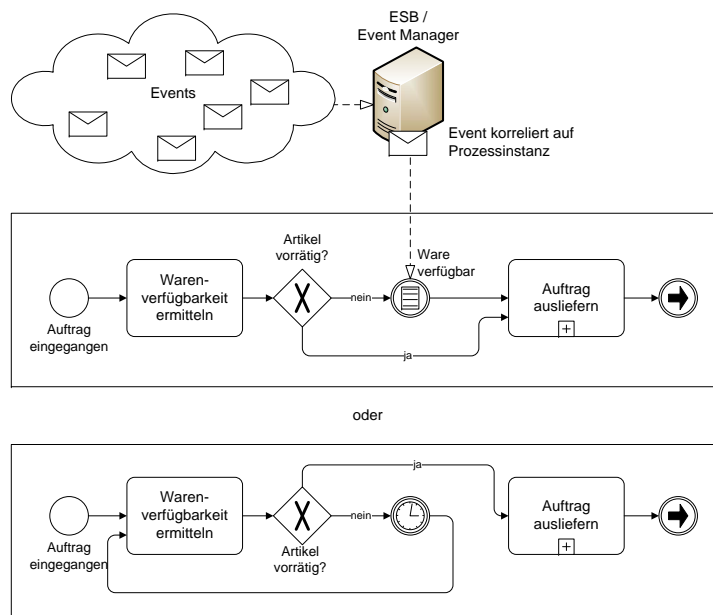 ESB /
Event Manager
Events
Event korreliert auf
Prozessinstanz
Artikel
vorrätig?
Ware
verfügbar
Waren-
verfügbarkeit
ermitteln
nein
Auftrag
ausliefern
Auftrag
eingegangen
ja
oder
ja
Waren-
verfügbarkeit
ermitteln
nein
Auftrag
ausliefern
Auftrag
eingegangen
Artikel
vorrätig?